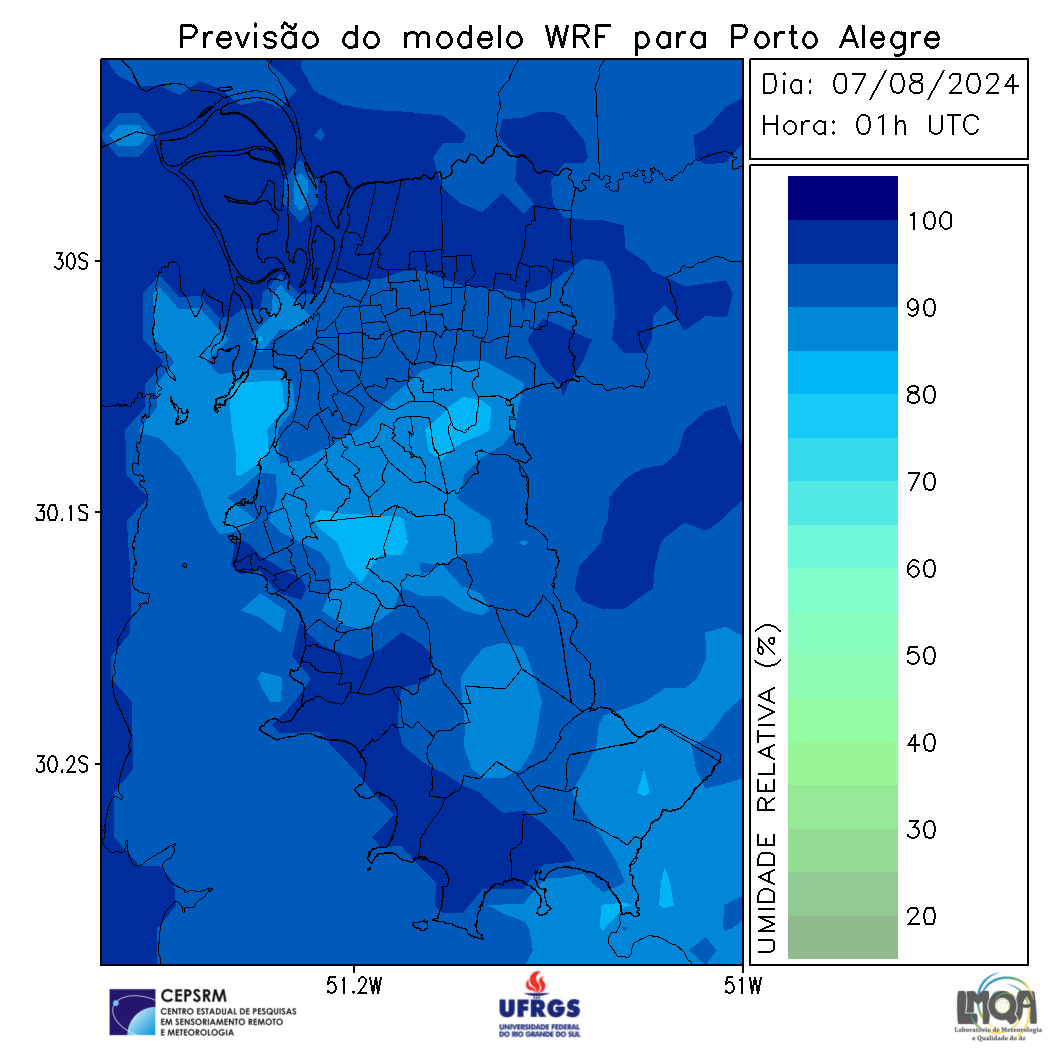 Previsão do modelo WRF para Porto Alegre
Dia: 07/08/2024
Hora: 01h UTC
30S
30.1S
30.2S
51.2W
51W
100
90
80
70
60
50
40
30
20
UMIDADE RELATIVA (%)
CEPSRM
CENTRO ESTADUAL DE PESQUISAS
EM SENSORIAMENTO REMOTO
E METEOROLOGIA
UFRGS
UNIVERSIDADE FEDERAL
DO RIO GRANDE DO SUL
LMQA
Laboratório de Meteorologia
e Qualidade do Ar